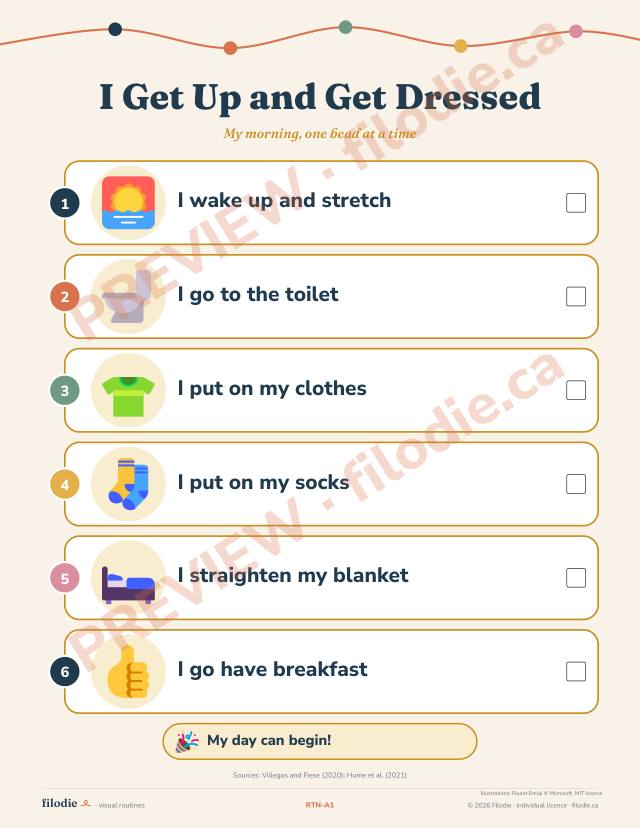 I Get Up and Get Dressed
My morning, one bead at a time
1 I wake up and stretch
2 I go to the toilet
3 I put on my clothes
4 I put on my socks
5 I straighten my blanket
6 I go have breakfast
My day can begin!
PREVIEW · filodie.ca
PREVIEW · filodie.ca
Sources: Villegas and Fiese (2020); Hume et al. (2021)
Illustrations: Fluent Emoji © Microsoft, MIT licence
filodie · visual routines RTN-A1 © 2026 Filodie · individual licence · filodie.ca